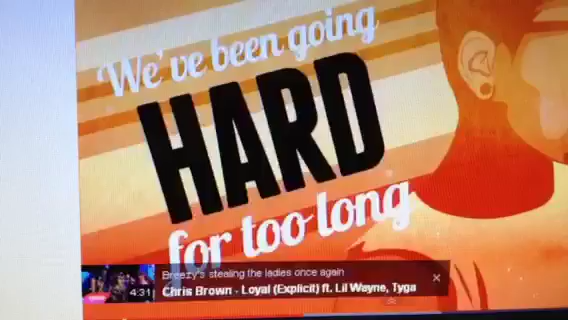 We've been going
HARD
for too long
Breezy's stealing the ladies once again
4:31
Chris Brown - Loyal (Explicit) ft. Lil Wayne, Tyga
×